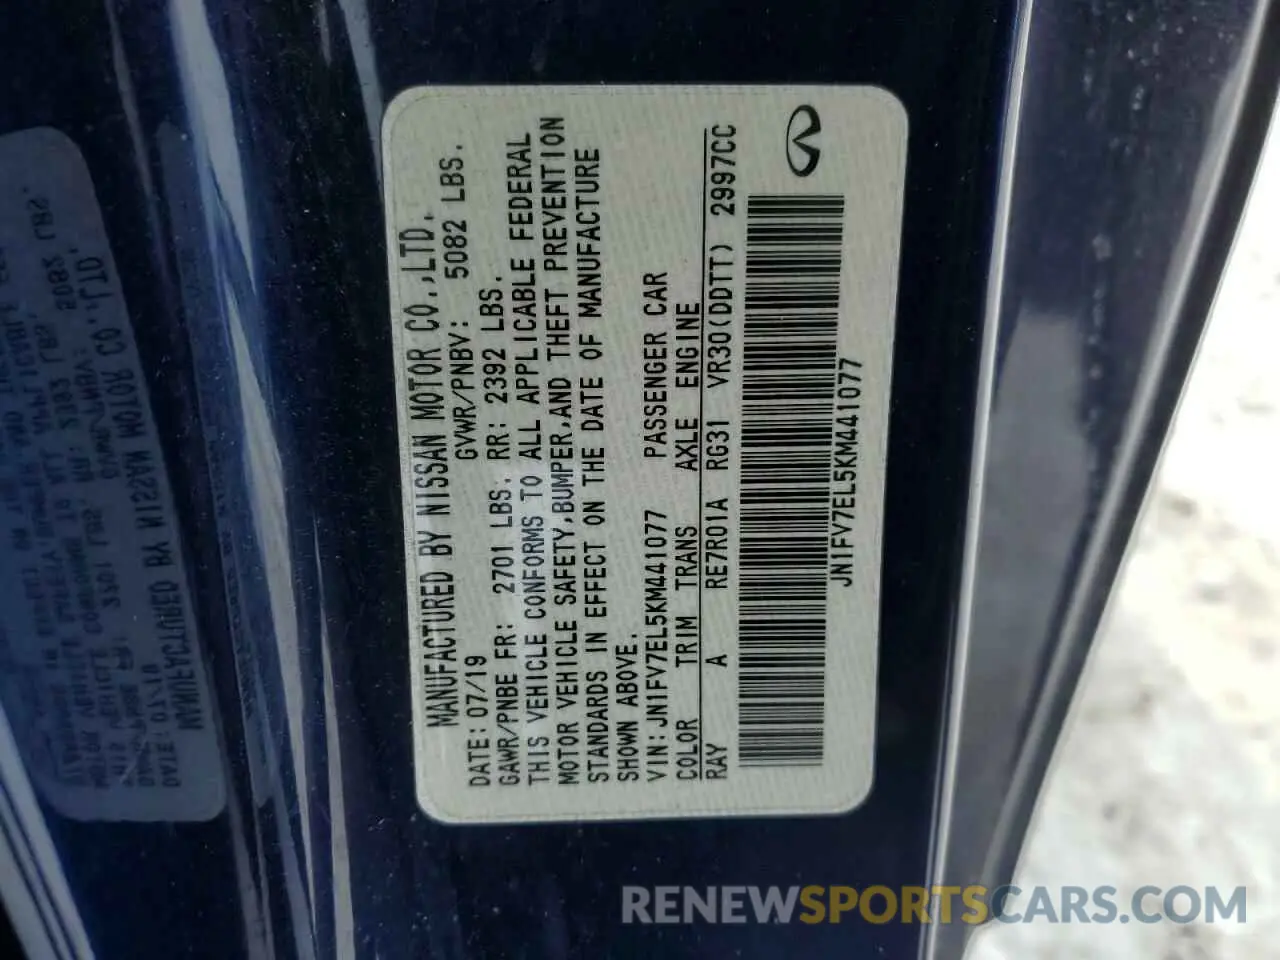 MANUFACTURED BY NISSAN MOTOR CO.,LTD.
DATE: 07/19 GVWR/PNBV: 5082 LBS.
GAWR/PNBE FR: 2701 LBS. RR: 2392 LBS.
THIS VEHICLE CONFORMS TO ALL APPLICABLE FEDERAL
MOTOR VEHICLE SAFETY,BUMPER,AND THEFT PREVENTION
STANDARDS IN EFFECT ON THE DATE OF MANUFACTURE
SHOWN ABOVE.
VIN:JN1FV7EL5KM441077 PASSENGER CAR
COLOR TRIM TRANS AXLE ENGINE
RAY A RE7R01A RG31 VR30(DDTT) 2997CC
JN1FV7EL5KM441077
RENEWSPORTSCARS.COM